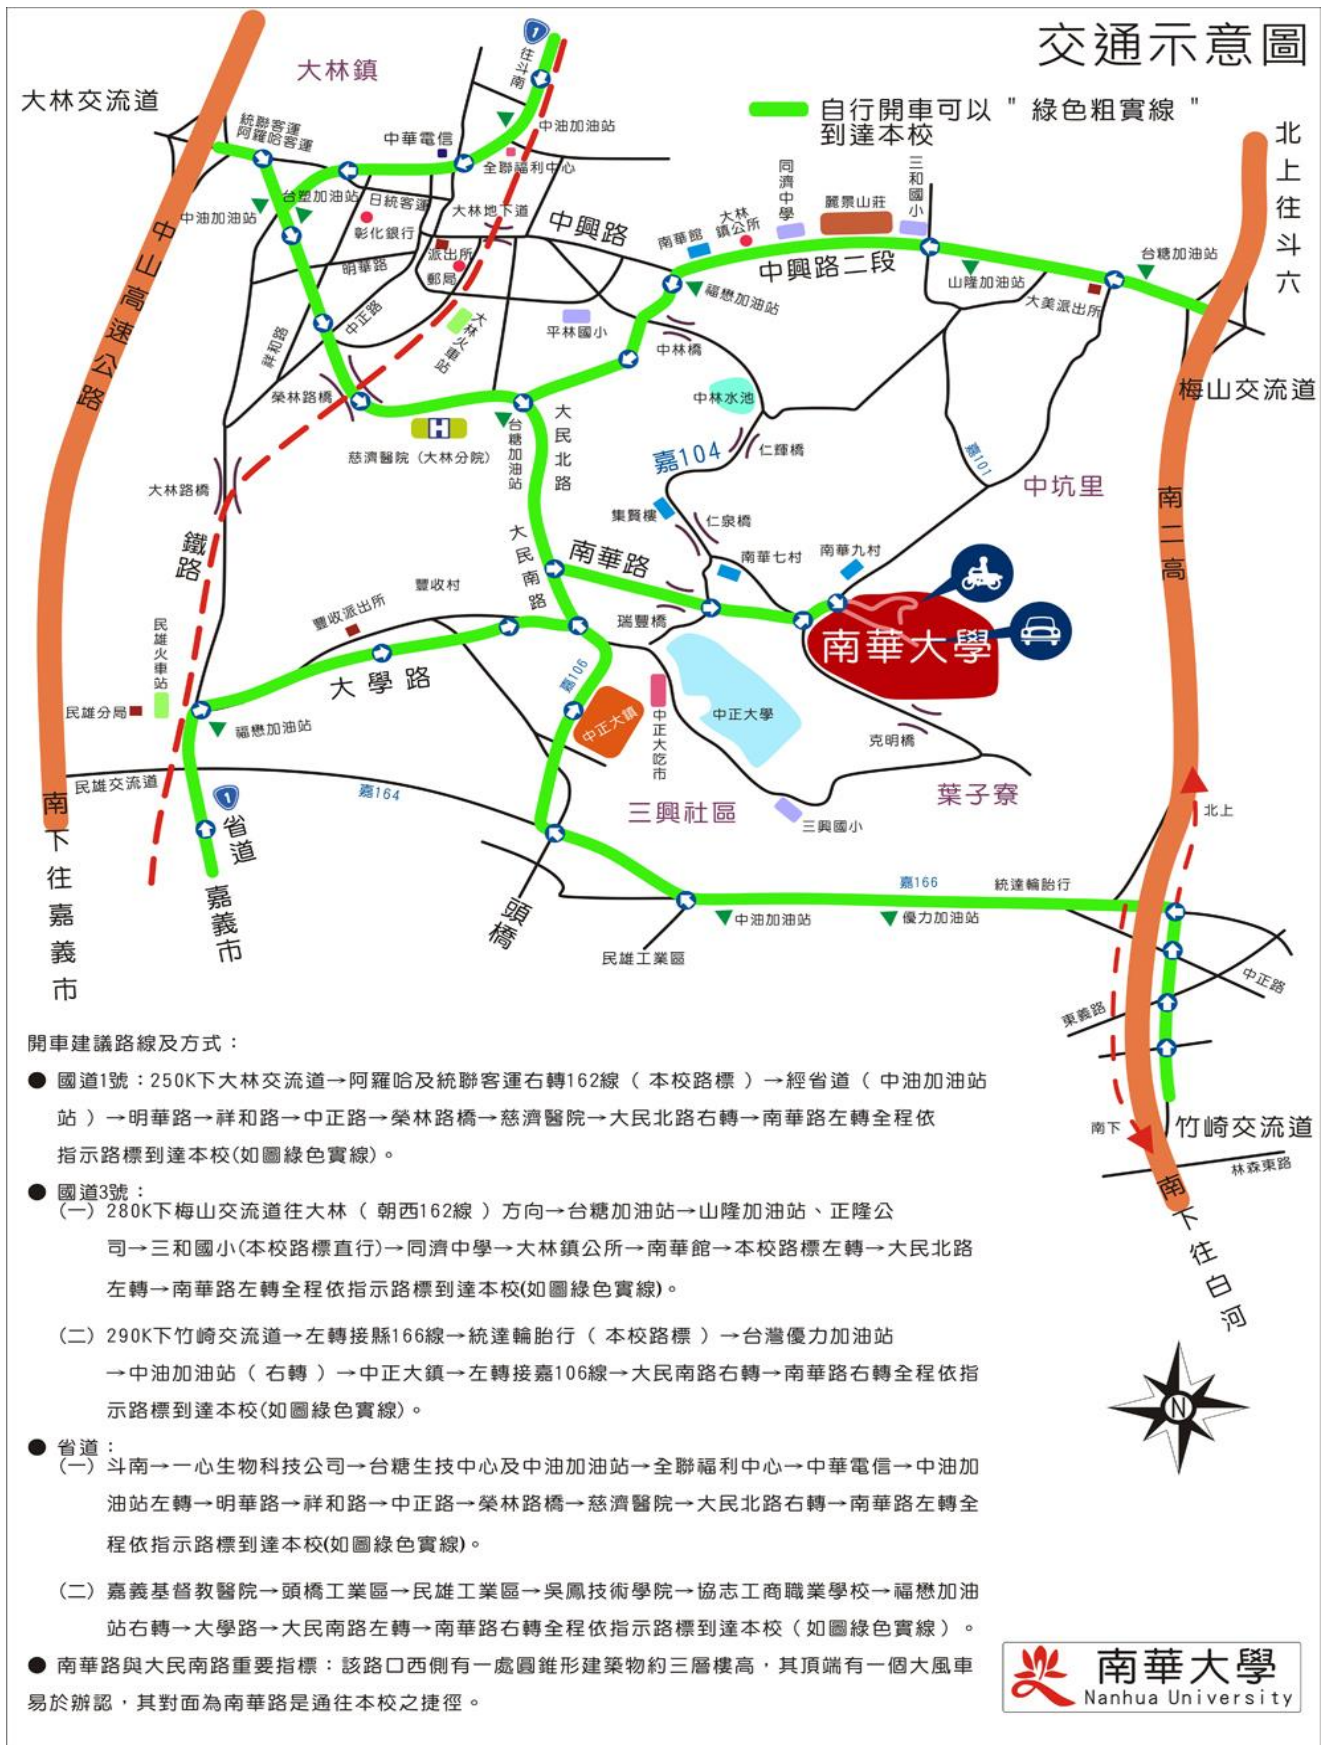 交通示意圖
自行開車可以 " 綠色粗實線 "
到達本校
大林鎮
大林交流道
統聯客運
阿羅哈客運
1
往斗南
中油加油站
中華電信
全聯福利中心
台塑加油站
日統客運
中油加油站
彰化銀行
大林地下道
中興路
派出所
郵局
明華路
中正路
祥和路
大林火車站
平林國小
榮林路橋
南華館
大林
鎮公所
同濟中學
麗景山莊
三和國小
中興路二段
福懋加油站
山隆加油站
大美派出所
台糖加油站
北上往斗六
梅山交流道
中山高速公路
中林橋
中林水池
仁輝橋
嘉104
嘉101
中坑里
H
慈濟醫院（大林分院）
台糖加油站
大民北路
大林路橋
鐵路
集賢樓
仁泉橋
南華七村
南華九村
南華路
大民南路
南二高
豐收村
豐收派出所
瑞豐橋
南華大學
大學路
民雄火車站
民雄分局
福懋加油站
嘉106
中正大鎮
中正大吃市
中正大學
克明橋
葉子寮
三興社區
三興國小
民雄交流道
嘉164
1
省道
嘉義市
南下往嘉義市
頭橋
民雄工業區
中油加油站
優力加油站
嘉166
統達輪胎行
北上
中正路
東義路
南下
竹崎交流道
林森東路
南下往白河
N
開車建議路線及方式：
● 國道1號：250K下大林交流道→阿羅哈及統聯客運右轉162線（ 本校路標 ）→經省道（ 中油加油站
站 ）→明華路→祥和路→中正路→榮林路橋→慈濟醫院→大民北路右轉→南華路左轉全程依
指示路標到達本校(如圖綠色實線)。
● 國道3號：
（一）280K下梅山交流道往大林（ 朝西162線 ）方向→台糖加油站→山隆加油站、正隆公
司→三和國小(本校路標直行)→同濟中學→大林鎮公所→南華館→本校路標左轉→大民北路
左轉→南華路左轉全程依指示路標到達本校(如圖綠色實線)。
（二）290K下竹崎交流道→左轉接縣166線→統達輪胎行（ 本校路標 ）→台灣優力加油站
→中油加油站（ 右轉 ）→中正大鎮→左轉接嘉106線→大民南路右轉→南華路右轉全程依指
示路標到達本校(如圖綠色實線)。
● 省道：
（一）斗南→一心生物科技公司→台糖生技中心及中油加油站→全聯福利中心→中華電信→中油加
油站左轉→明華路→祥和路→中正路→榮林路橋→慈濟醫院→大民北路右轉→南華路左轉全
程依指示路標到達本校(如圖綠色實線)。
（二）嘉義基督教醫院→頭橋工業區→民雄工業區→吳鳳技術學院→協志工商職業學校→福懋加油
站右轉→大學路→大民南路左轉→南華路右轉全程依指示路標到達本校（如圖綠色實線）。
● 南華路與大民南路重要指標：該路口西側有一處圓錐形建築物約三層樓高，其頂端有一個大風車
易於辦認，其對面為南華路是通往本校之捷徑。
南華大學
Nanhua University